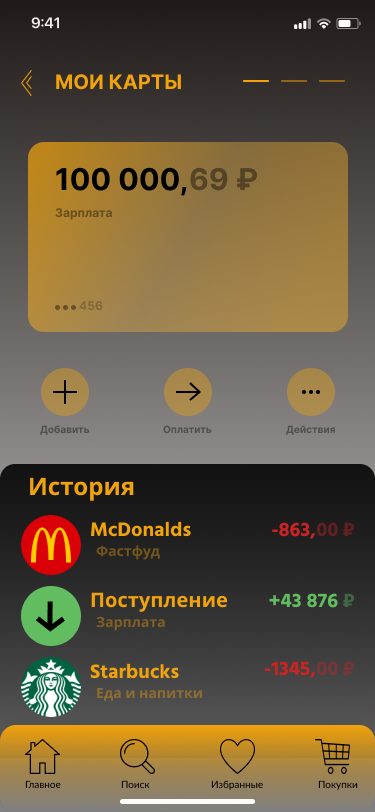 9:41
МОИ КАРТЫ
100 000,69 ₽
Зарплата
•••456
Добавить Оплатить Действия
История
McDonalds -863,00 ₽
Фастфуд
Поступление +43 876 ₽
Зарплата
Starbucks -1345,00 ₽
Еда и напитки
Главное Поиск Избранные Покупки